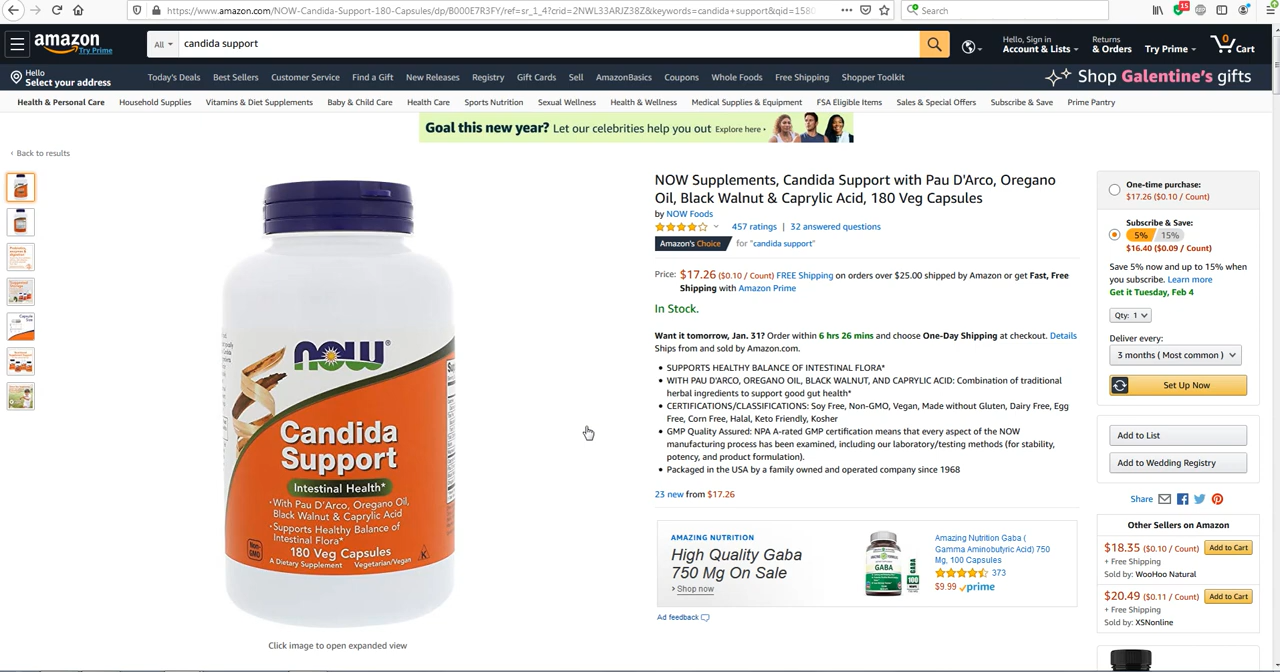 https://www.amazon.com/NOW-Candida-Support-180-Capsules/dp/B000E7R3FY/ref=sr_1_4?crid=2NWL33ARJZ38Z&keywords=candida+support&qid=1580
Search
15
amazon
Try Prime
All
candida support
Hello, Sign in
Account & Lists
Returns
& Orders
Try Prime
0
Cart
Hello
Select your address
Today's Deals Best Sellers Customer Service Find a Gift New Releases Registry Gift Cards Sell AmazonBasics Coupons Whole Foods Free Shipping Shopper Toolkit
Shop Galentine's gifts
Health & Personal Care Household Supplies Vitamins & Diet Supplements Baby & Child Care Health Care Sports Nutrition Sexual Wellness Health & Wellness Medical Supplies & Equipment FSA Eligible Items Sales & Special Offers Subscribe & Save Prime Pantry
Goal this new year? Let our celebrities help you out Explore here
‹ Back to results
NOW Supplements, Candida Support with Pau D'Arco, Oregano
Oil, Black Walnut & Caprylic Acid, 180 Veg Capsules
by NOW Foods
457 ratings | 32 answered questions
Amazon's Choice for "candida support"
Price: $17.26 ($0.10 / Count) FREE Shipping on orders over $25.00 shipped by Amazon or get Fast, Free
Shipping with Amazon Prime
In Stock.
Want it tomorrow, Jan. 31? Order within 6 hrs 26 mins and choose One-Day Shipping at checkout. Details
Ships from and sold by Amazon.com.
• SUPPORTS HEALTHY BALANCE OF INTESTINAL FLORA*
• WITH PAU D'ARCO, OREGANO OIL, BLACK WALNUT, AND CAPRYLIC ACID: Combination of traditional
herbal ingredients to support good gut health*
• CERTIFICATIONS/CLASSIFICATIONS: Soy Free, Non-GMO, Vegan, Made without Gluten, Dairy Free, Egg
Free, Corn Free, Halal, Keto Friendly, Kosher
• GMP Quality Assured: NPA A-rated GMP certification means that every aspect of the NOW
manufacturing process has been examined, including our laboratory/testing methods (for stability,
potency, and product formulation).
• Packaged in the USA by a family owned and operated company since 1968
23 new from $17.26
AMAZING NUTRITION
High Quality Gaba
750 Mg On Sale
› Shop now
GABA
Amazing Nutrition Gaba (
Gamma Aminobutyric Acid) 750
Mg, 100 Capsules
373
$9.99 prime
Ad feedback
NOW®
Candida
Support
Intestinal Health*
•With Pau D'Arco, Oregano Oil,
Black Walnut & Caprylic Acid
•Supports Healthy Balance of
Intestinal Flora*
Non-
GMO
180 Veg Capsules
K
A Dietary Supplement Vegetarian/Vegan
Click image to open expanded view
One-time purchase:
$17.26 ($0.10 / Count)
Subscribe & Save:
5% 15%
$16.40 ($0.09 / Count)
Save 5% now and up to 15% when
you subscribe. Learn more
Get it Tuesday, Feb 4
Qty: 1
Deliver every:
3 months ( Most common )
Set Up Now
Add to List
Add to Wedding Registry
Share
Other Sellers on Amazon
$18.35 ($0.10 / Count) Add to Cart
+ Free Shipping
Sold by: WooHoo Natural
$20.49 ($0.11 / Count) Add to Cart
+ Free Shipping
Sold by: XSNonline